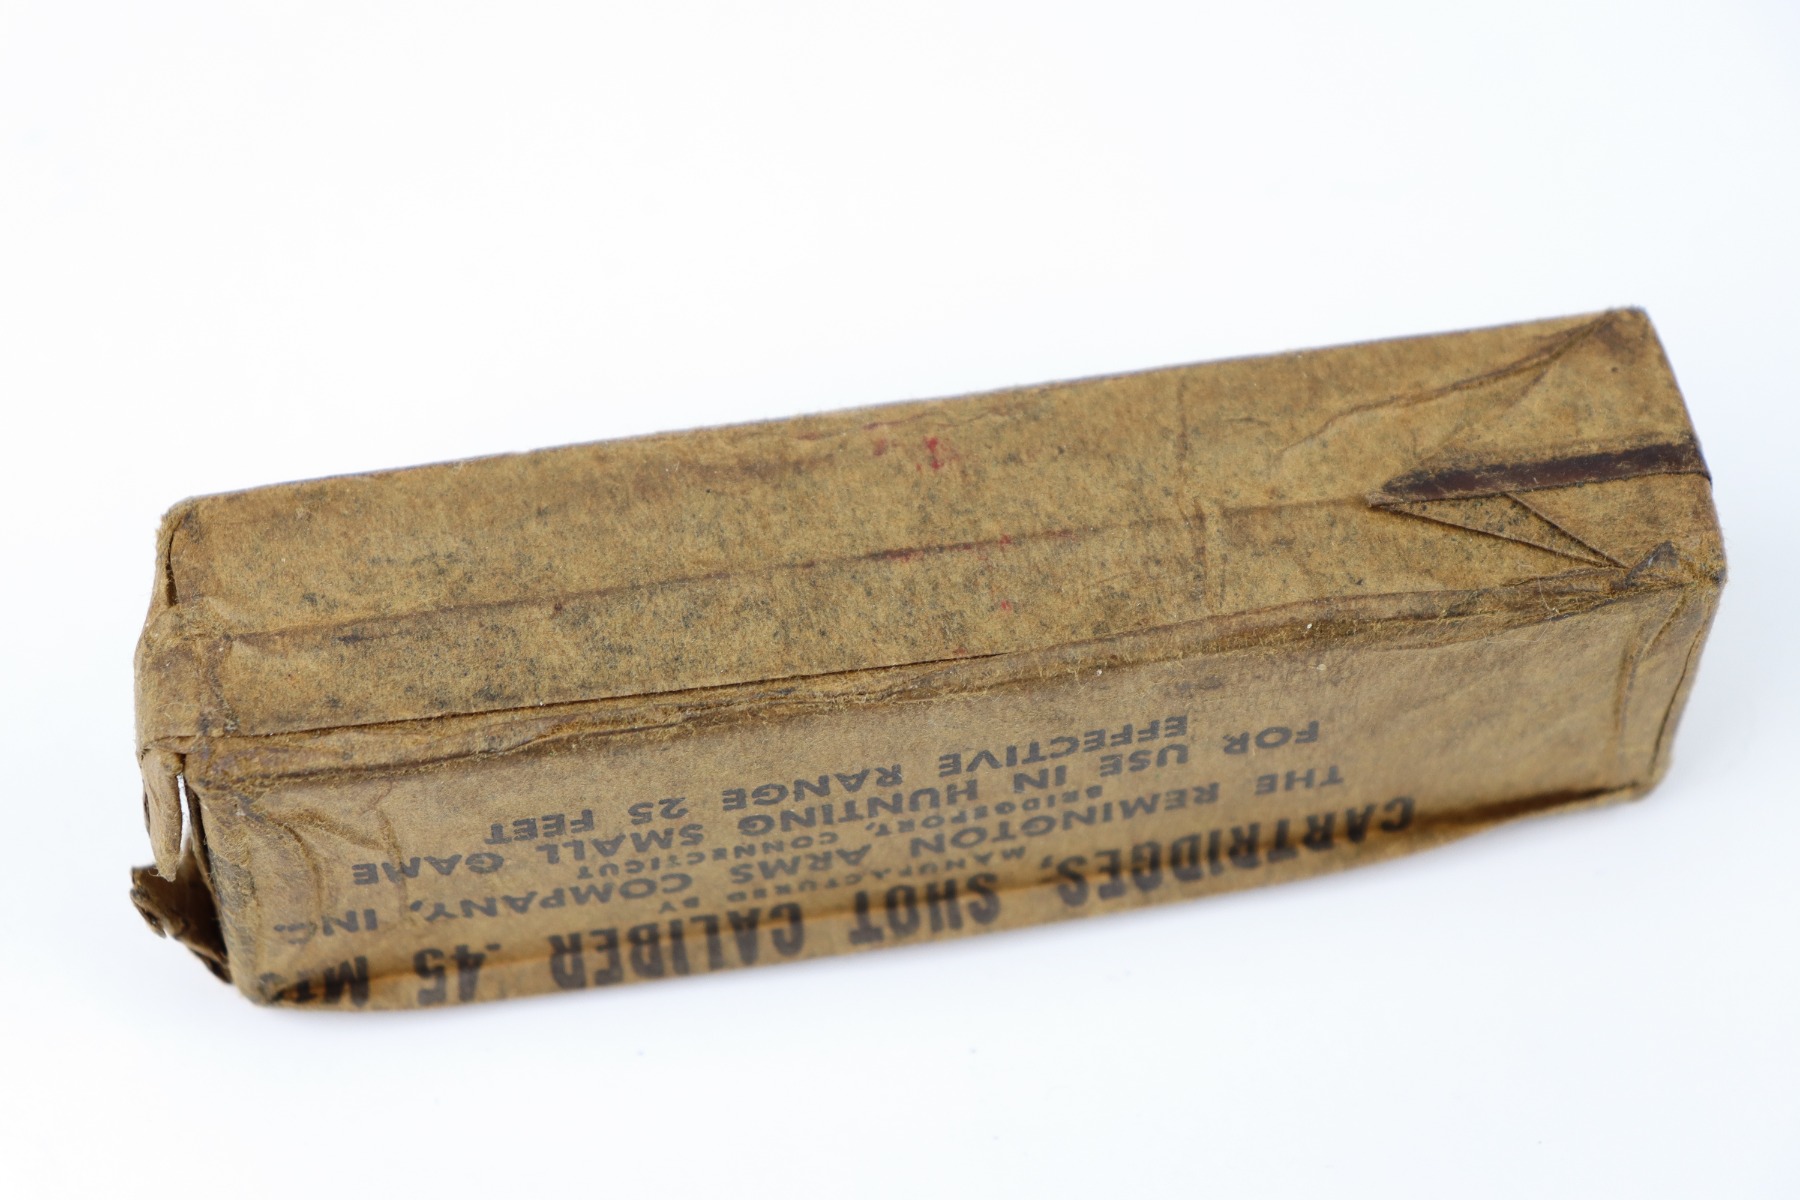 CARTRIDGES, SHOT CALIBER .45
MANUFACTURED BY
THE REMINGTON ARMS COMPANY, INC.
BRIDGEPORT, CONNECTICUT
FOR USE IN HUNTING SMALL GAME
EFFECTIVE RANGE 25 FEET